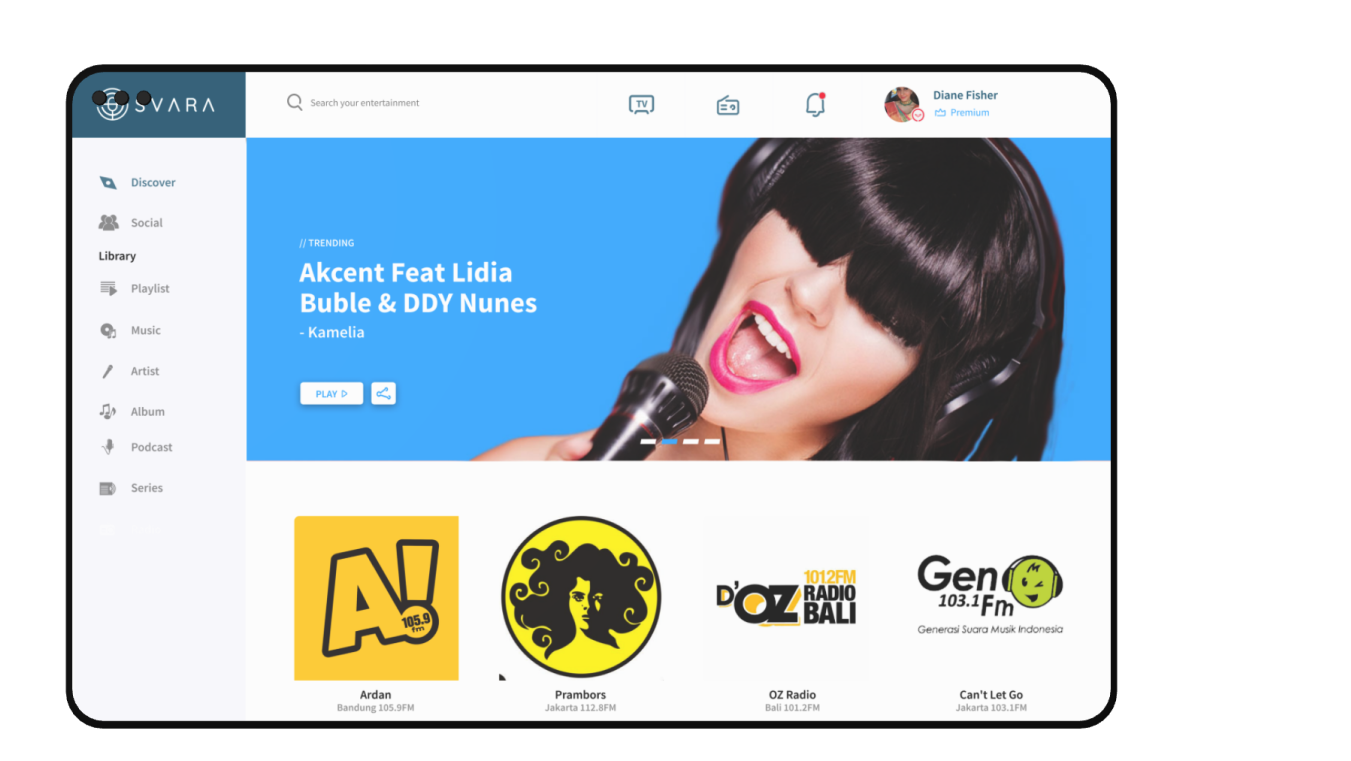 SVARA
Search your entertainment
TV
Diane Fisher
Premium
Discover
Social
Library
Playlist
Music
Artist
Album
Podcast
Series
// TRENDING
Akcent Feat Lidia
Buble & DDY Nunes
- Kamelia
PLAY
A!
105.9
fm
1012FM
D'OZ RADIO
BALI
Gen
103.1 Fm
Generasi Suara Musik Indonesia
Ardan
Bandung 105.9FM
Prambors
Jakarta 112.8FM
OZ Radio
Bali 101.2FM
Can't Let Go
Jakarta 103.1FM